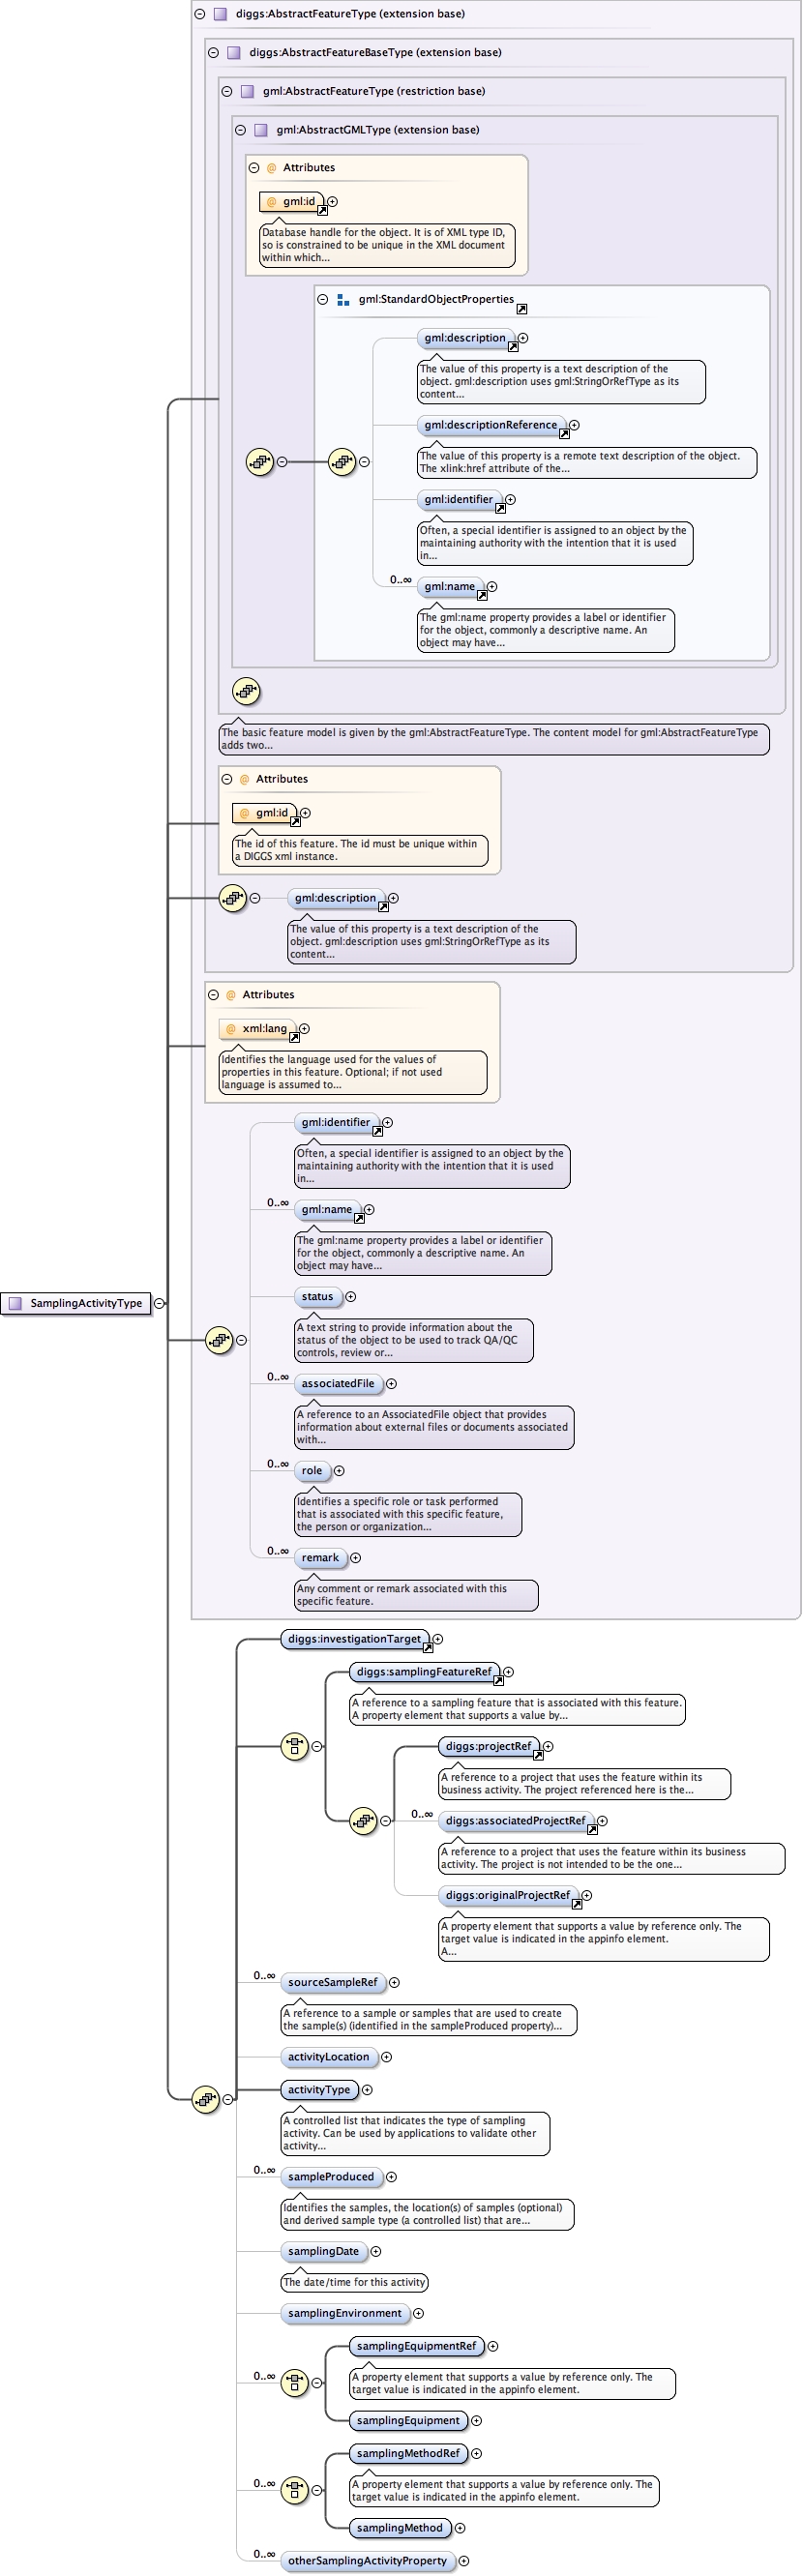 diggs:AbstractFeatureType (extension base)
diggs:AbstractFeatureBaseType (extension base)
gml:AbstractFeatureType (restriction base)
gml:AbstractGMLType (extension base)
@ Attributes
@ gml:id
Database handle for the object. It is of XML type ID,
so is constrained to be unique in the XML document
within which...
gml:StandardObjectProperties
gml:description
The value of this property is a text description of the
object. gml:description uses gml:StringOrRefType as its
content...
gml:descriptionReference
The value of this property is a remote text description of the object.
The xlink:href attribute of the...
gml:identifier
Often, a special identifier is assigned to an object by the
maintaining authority with the intention that it is used
in...
0..∞
gml:name
The gml:name property provides a label or identifier
for the object, commonly a descriptive name. An
object may have...
The basic feature model is given by the gml:AbstractFeatureType. The content model for gml:AbstractFeatureType
adds two...
@ Attributes
@ gml:id
The id of this feature. The id must be unique within
a DIGGS xml instance.
gml:description
The value of this property is a text description of the
object. gml:description uses gml:StringOrRefType as its
content...
@ Attributes
@ xml:lang
Identifies the language used for the values of
properties in this feature. Optional; if not used
language is assumed to...
gml:identifier
Often, a special identifier is assigned to an object by the
maintaining authority with the intention that it is used
in...
0..∞
gml:name
The gml:name property provides a label or identifier
for the object, commonly a descriptive name. An
object may have...
SamplingActivityType
status
A text string to provide information about the
status of the object to be used to track QA/QC
controls, review or...
0..∞
associatedFile
A reference to an AssociatedFile object that provides
information about external files or documents associated
with...
0..∞
role
Identifies a specific role or task performed
that is associated with this specific feature,
the person or organization...
0..∞
remark
Any comment or remark associated with this
specific feature.
diggs:investigationTarget
diggs:samplingFeatureRef
A reference to a sampling feature that is associated with this feature.
A property element that supports a value by...
diggs:projectRef
A reference to a project that uses the feature within its
business activity. The project referenced here is the...
0..∞
diggs:associatedProjectRef
A reference to a project that uses the feature within its business
activity. The project is not intended to be the one...
diggs:originalProjectRef
A property element that supports a value by reference only. The
target value is indicated in the appinfo element.
A...
0..∞
sourceSampleRef
A reference to a sample or samples that are used to create
the sample(s) (identified in the sampleProduced property)...
activityLocation
activityType
A controlled list that indicates the type of sampling
activity. Can be used by applications to validate other
activity...
0..∞
sampleProduced
Identifies the samples, the location(s) of samples (optional)
and derived sample type (a controlled list) that are...
samplingDate
The date/time for this activity
samplingEnvironment
0..∞
samplingEquipmentRef
A property element that supports a value by reference only. The
target value is indicated in the appinfo element.
samplingEquipment
0..∞
samplingMethodRef
A property element that supports a value by reference only. The
target value is indicated in the appinfo element.
samplingMethod
0..∞
otherSamplingActivityProperty